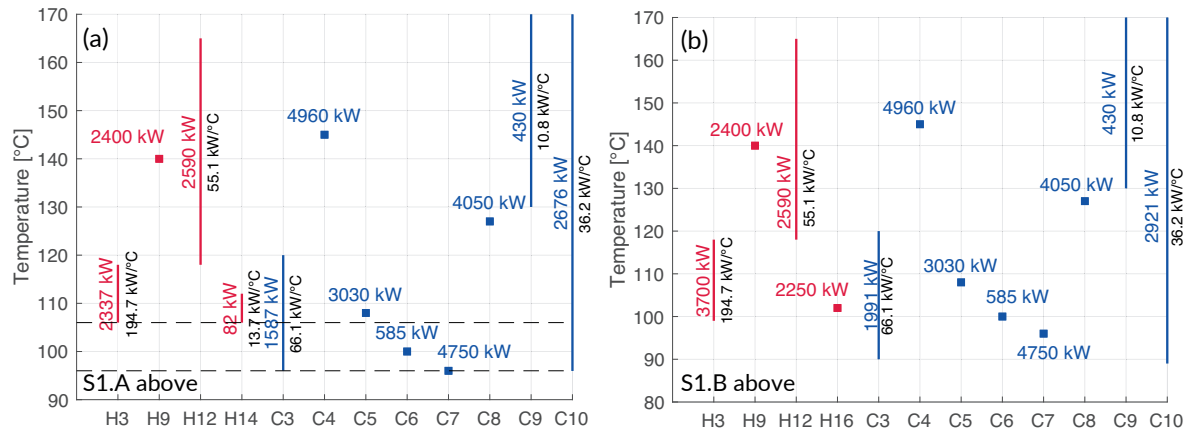 (a)
Temperature [°C]
170
160
150
140
130
120
110
100
90
2400 kW
2590 kW
55.1 kW/°C
4960 kW
4050 kW
430 kW
10.8 kW/°C
2676 kW
36.2 kW/°C
2337 kW
194.7 kW/°C
82 kW
13.7 kW/°C
1587 kW
66.1 kW/°C
3030 kW
585 kW
4750 kW
S1.A above
H3 H9 H12 H14 C3 C4 C5 C6 C7 C8 C9 C10
(b)
Temperature [°C]
170
160
150
140
130
120
110
100
90
80
2400 kW
2590 kW
55.1 kW/°C
4960 kW
4050 kW
430 kW
10.8 kW/°C
2921 kW
36.2 kW/°C
3700 kW
194.7 kW/°C
2250 kW
1991 kW
66.1 kW/°C
3030 kW
585 kW
4750 kW
S1.B above
H3 H9 H12 H16 C3 C4 C5 C6 C7 C8 C9 C10